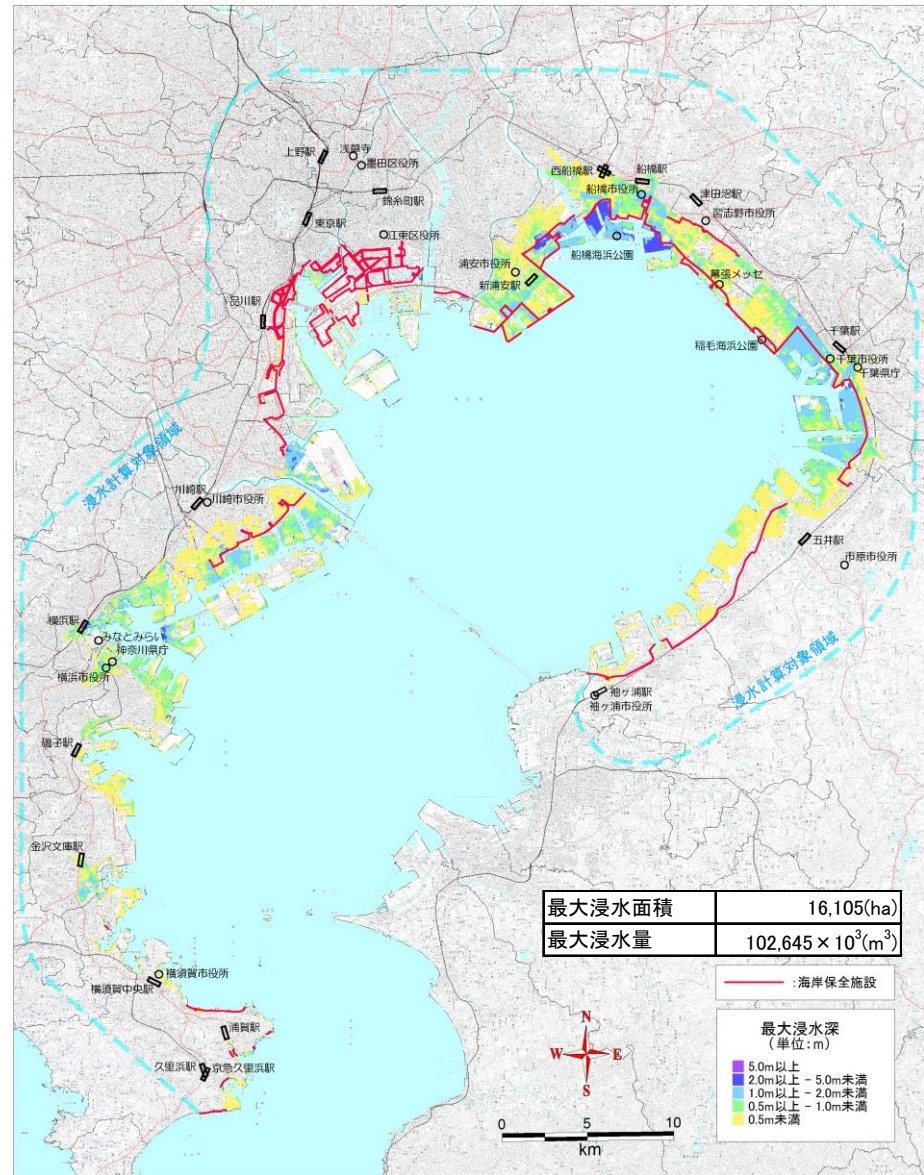 上野駅
浅草寺
墨田区役所
錦糸町駅
東京駅
江東区役所
品川駅
西船橋駅
船橋駅
船橋市役所
津田沼駅
習志野市役所
船橋海浜公園
浦安市役所
新浦安駅
幕張メッセ
稲毛海浜公園
千葉駅
千葉市役所
千葉県庁
浸水計算対象領域
川崎駅
川崎市役所
五井駅
市原市役所
横浜駅
みなとみらい
神奈川県庁
横浜市役所
浸水計算対象領域
袖ヶ浦駅
袖ヶ浦市役所
磯子駅
金沢文庫駅
最大浸水面積 16,105(ha)
最大浸水量 102,645×10³(m³)
横須賀市役所
横須賀中央駅
:海岸保全施設
浦賀駅
久里浜駅
京急久里浜駅
N
W E
S
0 5 10
km
最大浸水深
(単位:m)
5.0m以上
2.0m以上 - 5.0m未満
1.0m以上 - 2.0m未満
0.5m以上 - 1.0m未満
0.5m未満